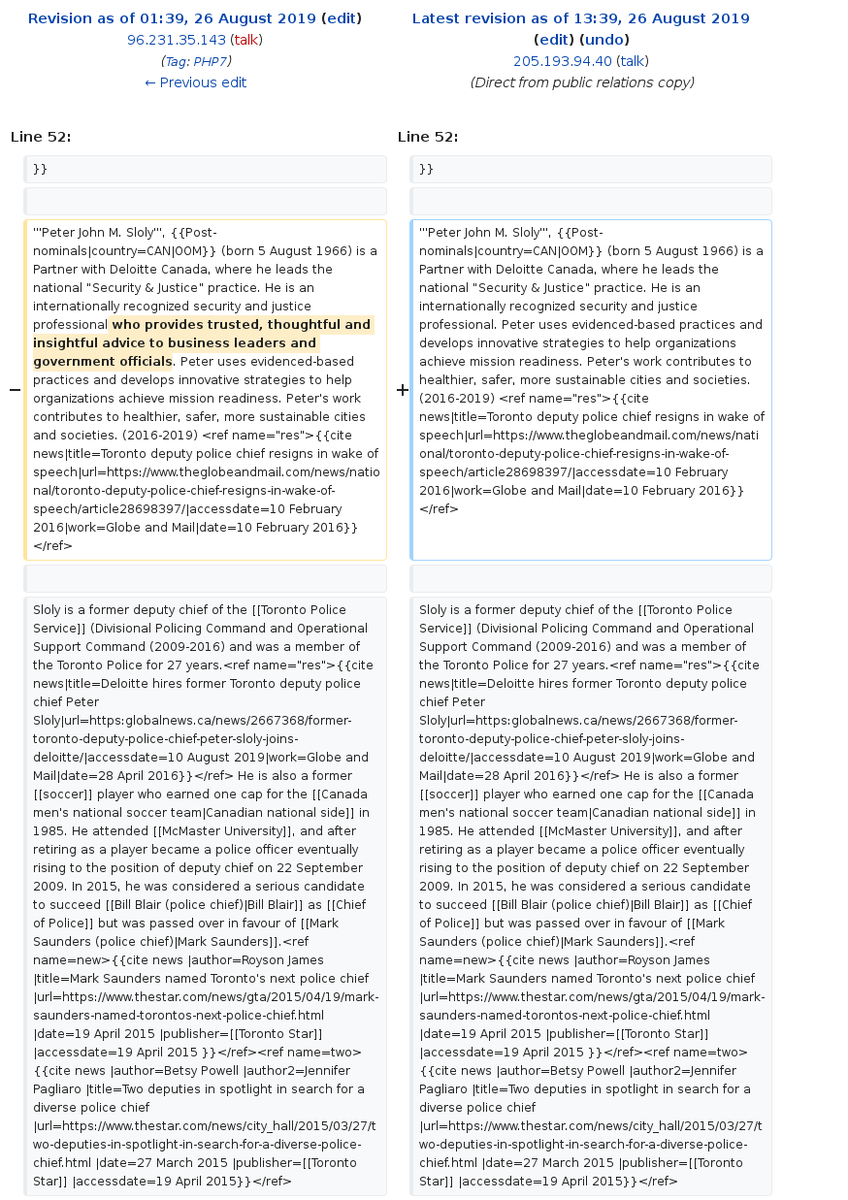 Revision as of 01:39, 26 August 2019 (edit)
96.231.35.143 (talk)
(Tag: PHP7)
← Previous edit
Latest revision as of 13:39, 26 August 2019
(edit) (undo)
205.193.94.40 (talk)
(Direct from public relations copy)
Line 52:
Line 52:
}}
}}
−
'''Peter John M. Sloly''', {{Post-
nominals|country=CAN|OOM}} (born 5 August 1966) is a
Partner with Deloitte Canada, where he leads the
national "Security & Justice" practice. He is an
internationally recognized security and justice
professional who provides trusted, thoughtful and
insightful advice to business leaders and
government officials. Peter uses evidenced-based
practices and develops innovative strategies to help
organizations achieve mission readiness. Peter's work
contributes to healthier, safer, more sustainable cities
and societies. (2016-2019) <ref name="res">{{cite
news|title=Toronto deputy police chief resigns in wake of
speech|url=https://www.theglobeandmail.com/news/natio
nal/toronto-deputy-police-chief-resigns-in-wake-of-
speech/article28698397/|accessdate=10 February
2016|work=Globe and Mail|date=10 February 2016}}
</ref>
+
'''Peter John M. Sloly''', {{Post-
nominals|country=CAN|OOM}} (born 5 August 1966) is a
Partner with Deloitte Canada, where he leads the
national "Security & Justice" practice. He is an
internationally recognized security and justice
professional. Peter uses evidenced-based practices and
develops innovative strategies to help organizations
achieve mission readiness. Peter's work contributes to
healthier, safer, more sustainable cities and societies.
(2016-2019) <ref name="res">{{cite
news|title=Toronto deputy police chief resigns in wake of
speech|url=https://www.theglobeandmail.com/news/nati
onal/toronto-deputy-police-chief-resigns-in-wake-of-
speech/article28698397/|accessdate=10 February
2016|work=Globe and Mail|date=10 February 2016}}
</ref>
Sloly is a former deputy chief of the [[Toronto Police
Service]] (Divisional Policing Command and Operational
Support Command (2009-2016) and was a member of
the Toronto Police for 27 years.<ref name="res">{{cite
news|title=Deloitte hires former Toronto deputy police
chief Peter
Sloly|url=https:globalnews.ca/news/2667368/former-
toronto-deputy-police-chief-peter-sloly-joins-
deloitte/|accessdate=10 August 2019|work=Globe and
Mail|date=28 April 2016}}</ref> He is also a former
[[soccer]] player who earned one cap for the [[Canada
men's national soccer team|Canadian national side]] in
1985. He attended [[McMaster University]], and after
retiring as a player became a police officer eventually
rising to the position of deputy chief on 22 September
2009. In 2015, he was considered a serious candidate
to succeed [[Bill Blair (police chief)|Bill Blair]] as [[Chief
of Police]] but was passed over in favour of [[Mark
Saunders (police chief)|Mark Saunders]].<ref
name=new>{{cite news |author=Royson James
|title=Mark Saunders named Toronto's next police chief
|url=https://www.thestar.com/news/gta/2015/04/19/mark-
saunders-named-torontos-next-police-chief.html
|date=19 April 2015 |publisher=[[Toronto Star]]
|accessdate=19 April 2015 }}</ref><ref name=two>
{{cite news |author=Betsy Powell |author2=Jennifer
Pagliaro |title=Two deputies in spotlight in search for a
diverse police chief
|url=https://www.thestar.com/news/city_hall/2015/03/27/t
wo-deputies-in-spotlight-in-search-for-a-diverse-police-
chief.html |date=27 March 2015 |publisher=[[Toronto
Star]] |accessdate=19 April 2015}}</ref>
Sloly is a former deputy chief of the [[Toronto Police
Service]] (Divisional Policing Command and Operational
Support Command (2009-2016) and was a member of
the Toronto Police for 27 years.<ref name="res">{{cite
news|title=Deloitte hires former Toronto deputy police
chief Peter
Sloly|url=https:globalnews.ca/news/2667368/former-
toronto-deputy-police-chief-peter-sloly-joins-
deloitte/|accessdate=10 August 2019|work=Globe and
Mail|date=28 April 2016}}</ref> He is also a former
[[soccer]] player who earned one cap for the [[Canada
men's national soccer team|Canadian national side]] in
1985. He attended [[McMaster University]], and after
retiring as a player became a police officer eventually
rising to the position of deputy chief on 22 September
2009. In 2015, he was considered a serious candidate
to succeed [[Bill Blair (police chief)|Bill Blair]] as [[Chief
of Police]] but was passed over in favour of [[Mark
Saunders (police chief)|Mark Saunders]].<ref
name=new>{{cite news |author=Royson James
|title=Mark Saunders named Toronto's next police chief
|url=https://www.thestar.com/news/gta/2015/04/19/mark-
saunders-named-torontos-next-police-chief.html
|date=19 April 2015 |publisher=[[Toronto Star]]
|accessdate=19 April 2015 }}</ref><ref name=two>
{{cite news |author=Betsy Powell |author2=Jennifer
Pagliaro |title=Two deputies in spotlight in search for a
diverse police chief
|url=https://www.thestar.com/news/city_hall/2015/03/27/t
wo-deputies-in-spotlight-in-search-for-a-diverse-police-
chief.html |date=27 March 2015 |publisher=[[Toronto
Star]] |accessdate=19 April 2015}}</ref>